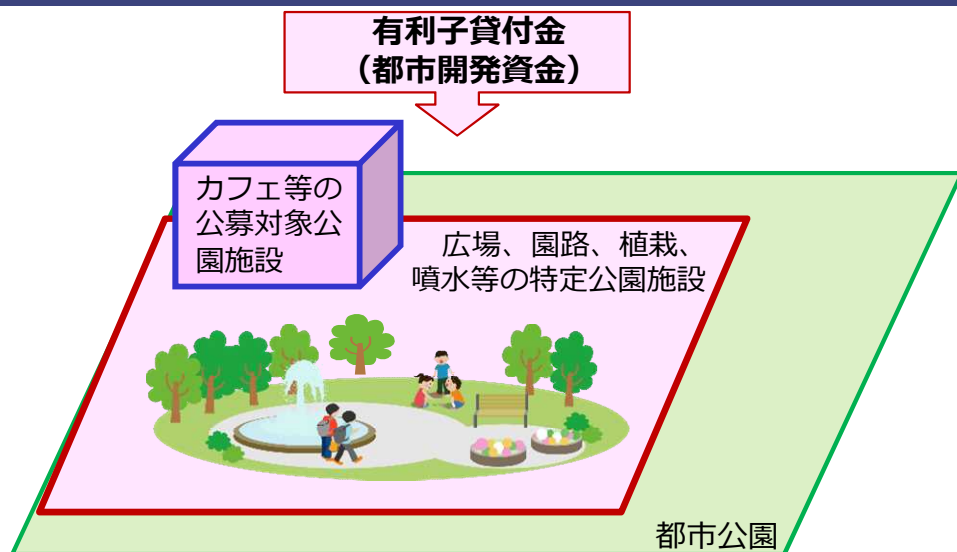 有利子貸付金
(都市開発資金)
カフェ等の
公募対象公
園施設
広場、園路、植栽、
噴水等の特定公園施設
都市公園